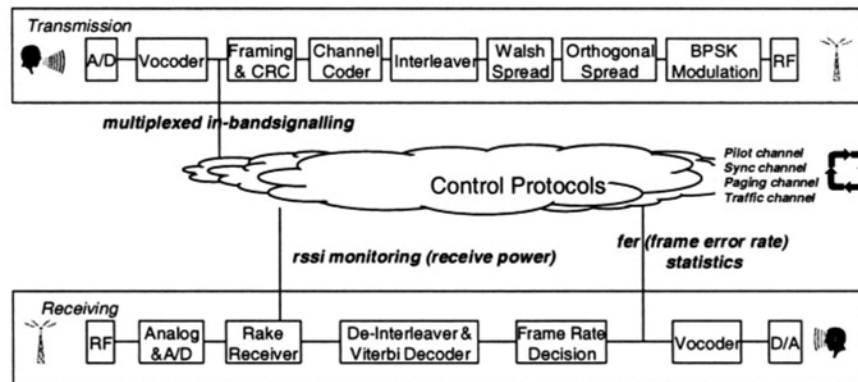 Transmission
A/D
Vocoder
Framing
& CRC
Channel
Coder
Interleaver
Walsh
Spread
Orthogonal
Spread
BPSK
Modulation
RF
multiplexed in-bandsignalling
Control Protocols
Pilot channel
Sync channel
Paging channel
Traffic channel
rssi monitoring (receive power)
fer (frame error rate)
statistics
Receiving
RF
Analog
&A/D
Rake
Receiver
De-Interleaver &
Viterbi Decoder
Frame Rate
Decision
Vocoder
D/A